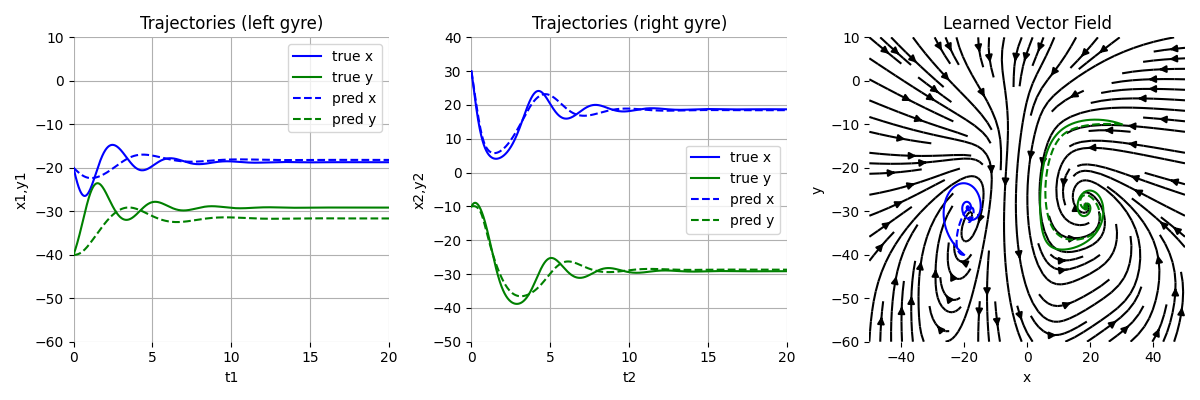 Trajectories (left gyre)
10
0
−10
−20
−30
−40
−50
−60
0
5
10
15
20
t1
x1,y1
true x
true y
pred x
pred y
Trajectories (right gyre)
40
30
20
10
0
−10
−20
−30
−40
−50
0
5
10
15
20
t2
x2,y2
true x
true y
pred x
pred y
Learned Vector Field
10
0
−10
−20
−30
−40
−50
−60
−40
−20
0
20
40
x
y